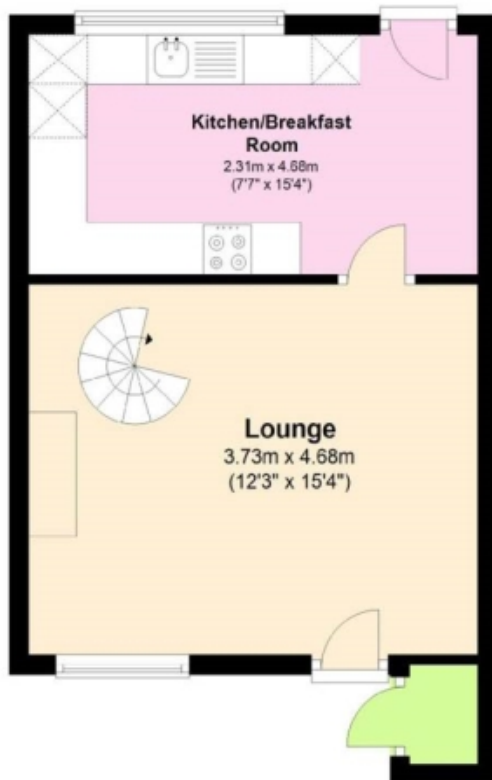 Kitchen/Breakfast
Room
2.31m x 4.68m
(7'7" x 15'4")
Lounge
3.73m x 4.68m
(12'3" x 15'4")